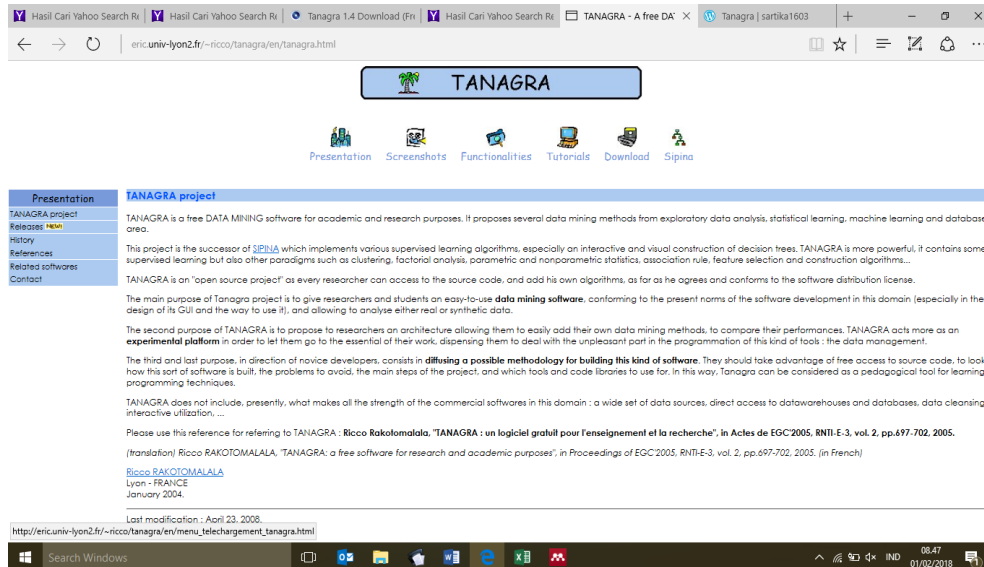 Hasil Cari Yahoo Search Re
Hasil Cari Yahoo Search Re
Tanagra 1.4 Download (Fre
Hasil Cari Yahoo Search Re
TANAGRA - A free DA
Tanagra | sartika1603
eric.univ-lyon2.fr/~ricco/tanagra/en/tanagra.html
TANAGRA
Presentation Screenshots Functionalities Tutorials Download Sipina
Presentation
TANAGRA project
Releases NEW!
History
References
Related softwares
Contact
TANAGRA project
TANAGRA is a free DATA MINING software for academic and research purposes. It proposes several data mining methods from exploratory data analysis, statistical learning, machine learning and database
area.
This project is the successor of SIPINA which implements various supervised learning algorithms, especially an interactive and visual construction of decision trees. TANAGRA is more powerful, it contains some
supervised learning but also other paradigms such as clustering, factorial analysis, parametric and nonparametric statistics, association rule, feature selection and construction algorithms...
TANAGRA is an "open source project" as every researcher can access to the source code, and add his own algorithms, as far as he agrees and conforms to the software distribution license.
The main purpose of Tanagra project is to give researchers and students an easy-to-use data mining software, conforming to the present norms of the software development in this domain (especially in the
design of its GUI and the way to use it), and allowing to analyse either real or synthetic data.
The second purpose of TANAGRA is to propose to researchers an architecture allowing them to easily add their own data mining methods, to compare their performances. TANAGRA acts more as an
experimental platform in order to let them go to the essential of their work, dispensing them to deal with the unpleasant part in the programmation of this kind of tools : the data management.
The third and last purpose, in direction of novice developers, consists in diffusing a possible methodology for building this kind of software. They should take advantage of free access to source code, to look
how this sort of software is built, the problems to avoid, the main steps of the project, and which tools and code libraries to use for. In this way, Tanagra can be considered as a pedagogical tool for learning
programming techniques.
TANAGRA does not include, presently, what makes all the strength of the commercial softwares in this domain : a wide set of data sources, direct access to datawarehouses and databases, data cleansing,
interactive utilization, ...
Please use this reference for referring to TANAGRA : Ricco Rakotomalala, "TANAGRA : un logiciel gratuit pour l'enseignement et la recherche", in Actes de EGC'2005, RNTI-E-3, vol. 2, pp.697-702, 2005.
(translation) Ricco RAKOTOMALALA, "TANAGRA: a free software for research and academic purposes", in Proceedings of EGC'2005, RNTI-E-3, vol. 2, pp.697-702, 2005. (in French)
Ricco RAKOTOMALALA
Lyon - FRANCE
January 2004.
Last modification : April 23, 2008.
http://eric.univ-lyon2.fr/~ricco/tanagra/en/menu_telechargement_tanagra.html
Search Windows
IND
08.47
01/02/2018